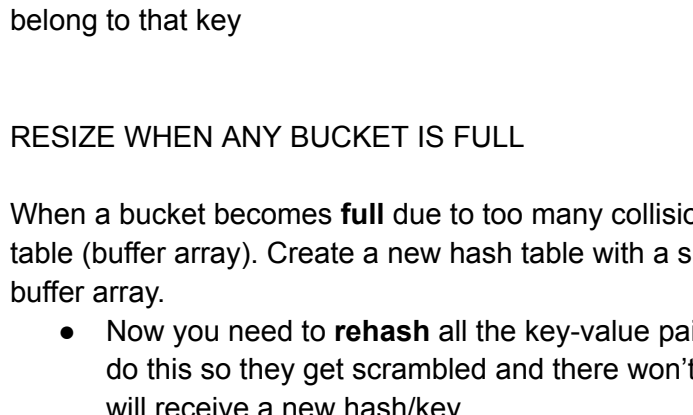 belong to that key
RESIZE WHEN ANY BUCKET IS FULL
When a bucket becomes full due to too many
table (buffer array). Create a new hash table with a
buffer array.
● Now you need to rehash all the key-value
do this so they get scrambled and there won’t
will receive a new hash/key